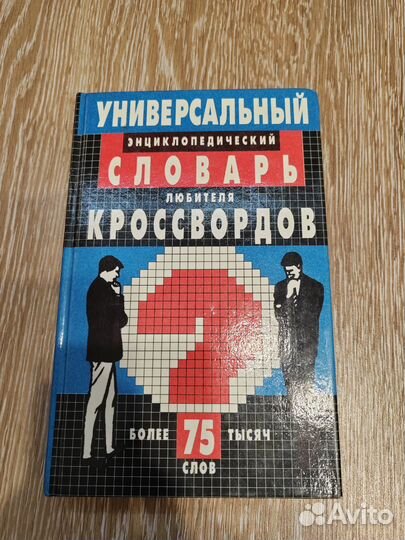 УНИВЕРСАЛЬНЫЙ
ЭНЦИКЛОПЕДИЧЕСКИЙ
СЛОВАРЬ
ЛЮБИТЕЛЯ
КРОССВОРДОВ
БОЛЕЕ 75 ТЫСЯЧ
СЛОВ
Avito